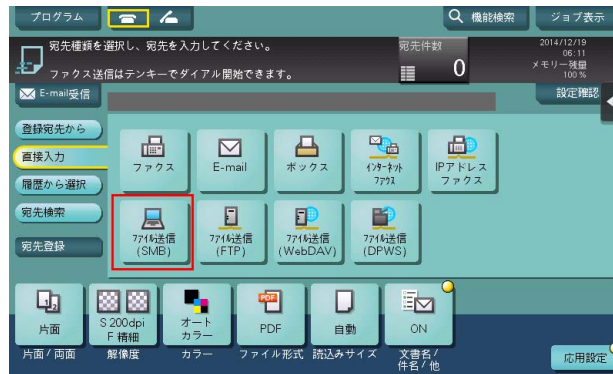 プログラム
機能検索
ジョブ表示
宛先種類を選択し、宛先を入力してください。
ファクス送信はテンキーでダイアル開始できます。
宛先件数
0
2014/12/19
06:11
メモリー残量
100 %
E-mail受信
設定確認
登録宛先から
直接入力
履歴から選択
宛先検索
宛先登録
ファクス
E-mail
ボックス
インターネット
ファクス
IPアドレス
ファクス
ファイル送信
(SMB)
ファイル送信
(FTP)
ファイル送信
(WebDAV)
ファイル送信
(DPWS)
片面
S 200dpi
F 精細
オート
カラー
PDF
PDF
自動
ON
片面 / 両面
解像度
カラー
ファイル形式
読込みサイズ
文書名 /
件名 / 他
応用設定